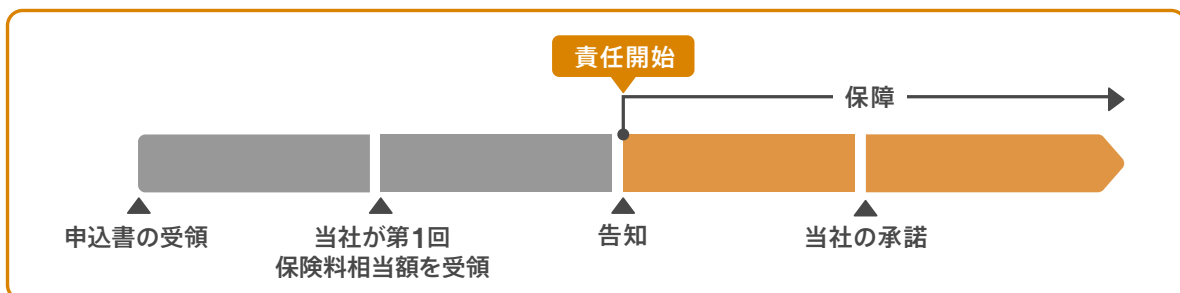 責任開始
保障
申込書の受領
当社が第1回
保険料相当額を受領
告知
当社の承諾